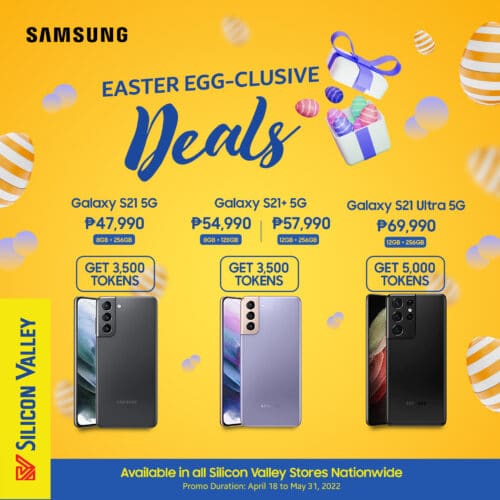 SAMSUNG
EASTER EGG-CLUSIVE
Deals
Galaxy S21 5G
₱47,990
8GB + 256GB
GET 3,500
TOKENS
Galaxy S21+ 5G
₱54,990 | ₱57,990
8GB + 128GB 12GB + 256GB
GET 3,500
TOKENS
Galaxy S21 Ultra 5G
₱69,990
12GB + 256GB
GET 5,000
TOKENS
SILICON VALLEY
Available in all Silicon Valley Stores Nationwide
Promo Duration: April 18 to May 31, 2022